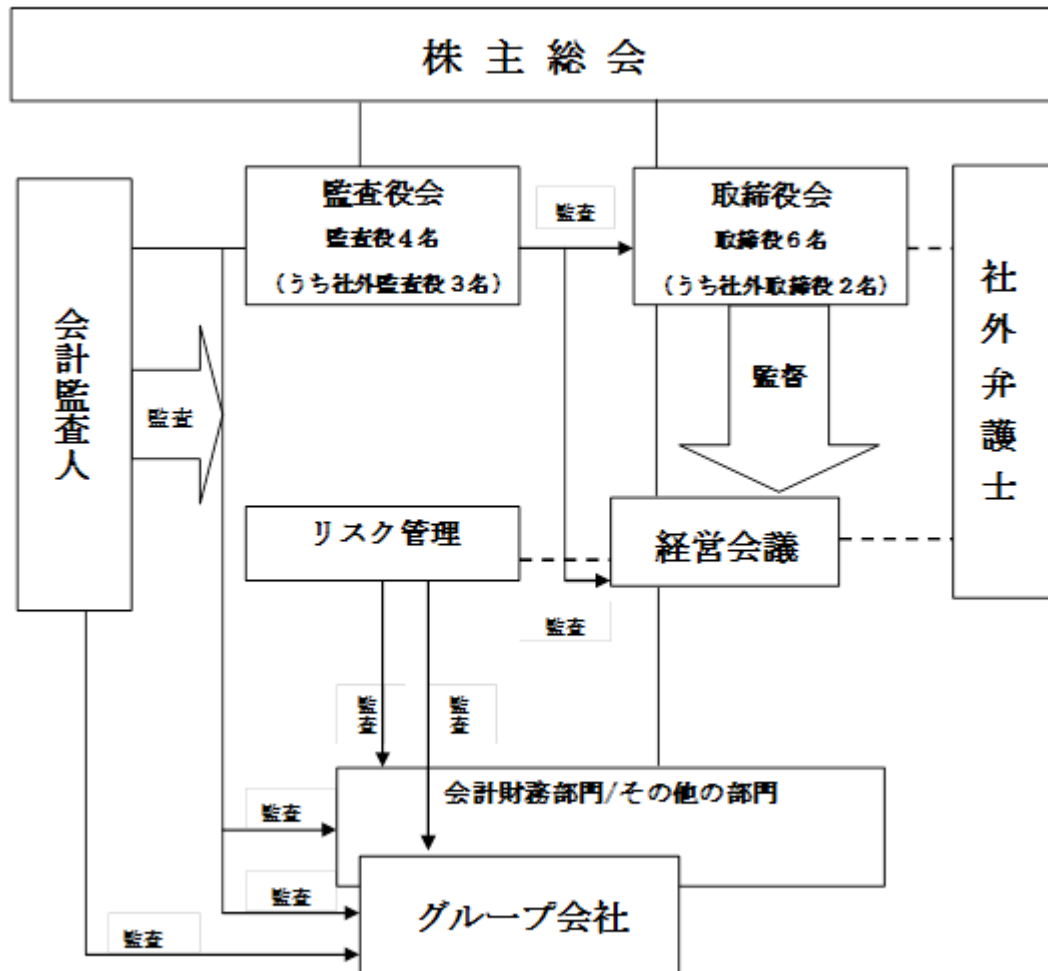 株主総会
監査役会
監査役4名
（うち社外監査役3名）
監査
取締役会
取締役6名
（うち社外取締役2名）
社外弁護士
会計監査人
監査
監督
リスク管理
経営会議
監査
監査
監査
会計財務部門/その他の部門
監査
監査
グループ会社
監査